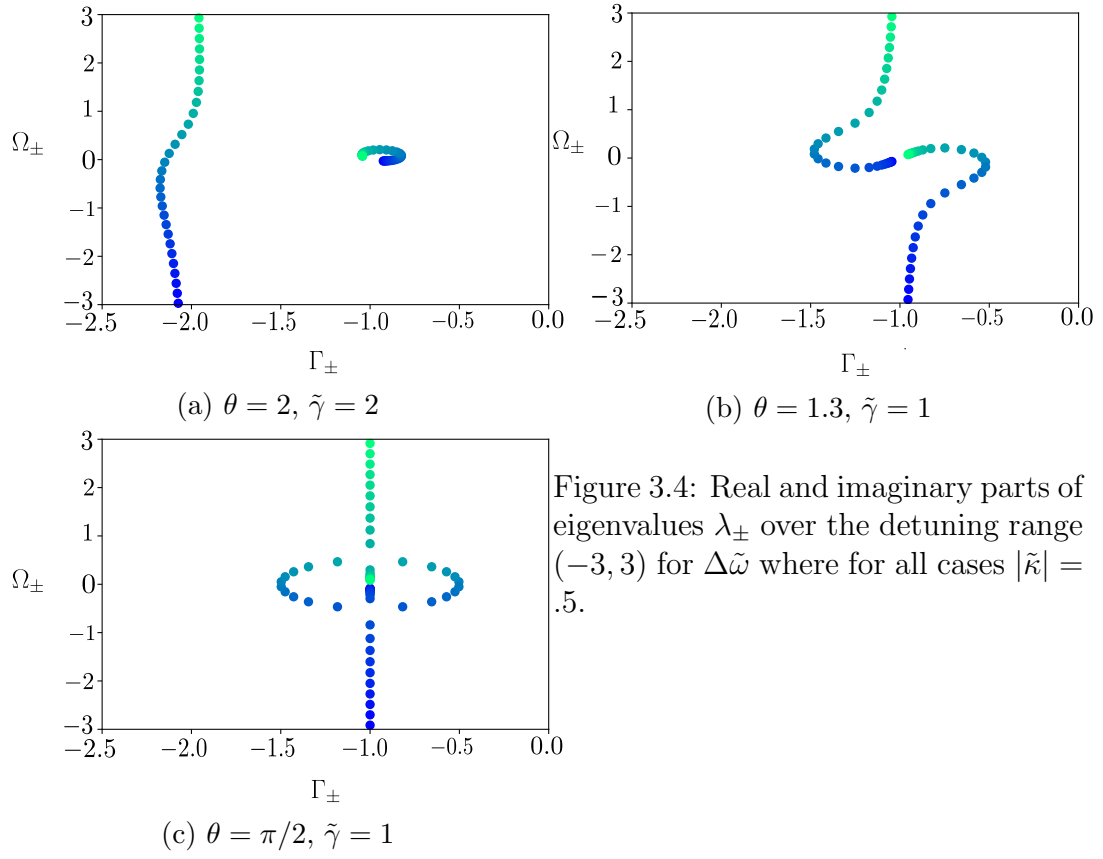 3
2
1
Ω±
0
−1
−2
−3
−2.5 −2.0 −1.5 −1.0 −0.5 0.0
Γ±
(a) θ = 2, γ̃ = 2
3
2
1
Ω±
0
−1
−2
−3
−2.5 −2.0 −1.5 −1.0 −0.5 0.0
Γ±
(b) θ = 1.3, γ̃ = 1
3
2
1
Ω±
0
−1
−2
−3
−2.5 −2.0 −1.5 −1.0 −0.5 0.0
Γ±
(c) θ = π/2, γ̃ = 1
Figure 3.4: Real and imaginary parts of
eigenvalues λ± over the detuning range
(−3, 3) for Δω̃ where for all cases |κ̃| =
.5.